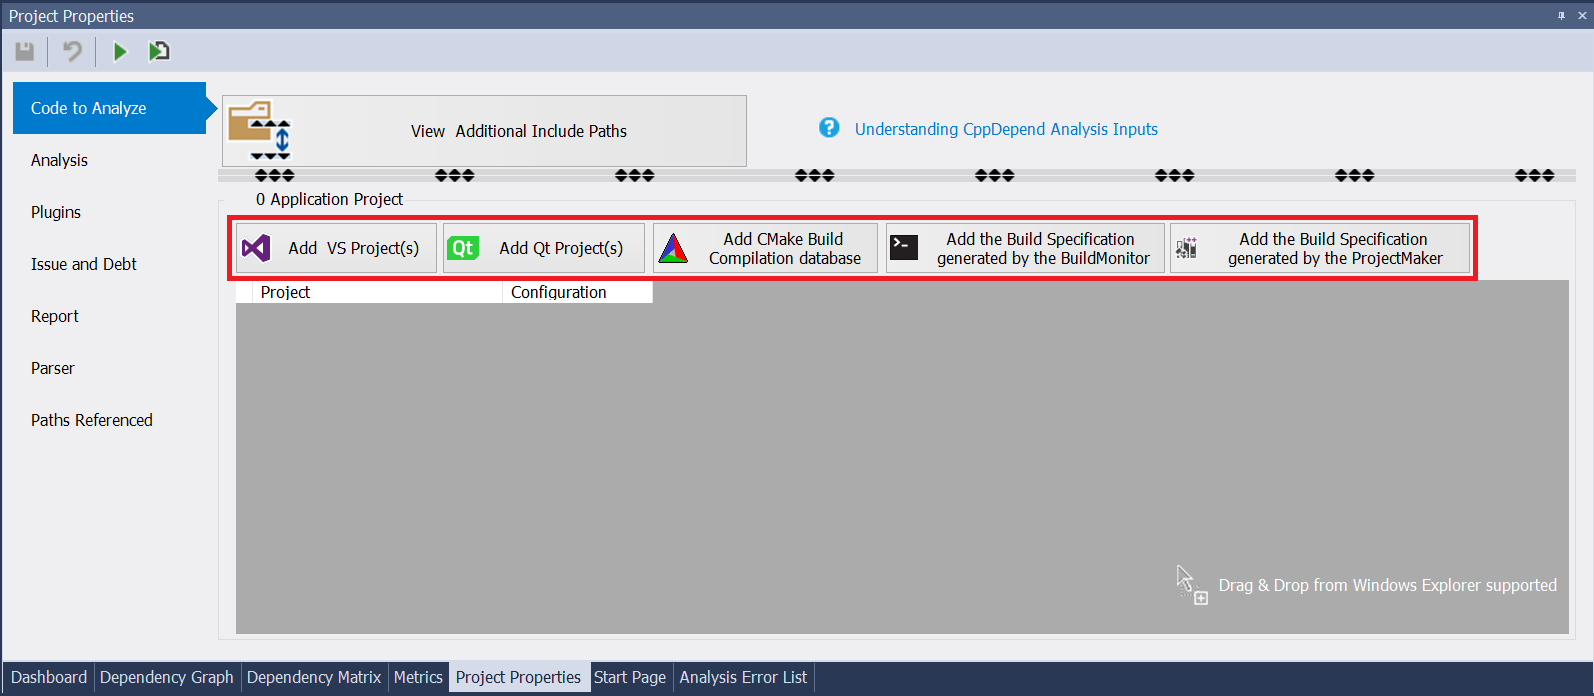 Project Properties
Code to Analyze
Analysis
Plugins
Issue and Debt
Report
Parser
Paths Referenced
View Additional Include Paths
? Understanding CppDepend Analysis Inputs
0 Application Project
Add VS Project(s)
Qt Add Qt Project(s)
Add CMake Build
Compilation database
Add the Build Specification
generated by the BuildMonitor
Add the Build Specification
generated by the ProjectMaker
Project Configuration
Drag & Drop from Windows Explorer supported
Dashboard Dependency Graph Dependency Matrix Metrics Project Properties Start Page Analysis Error List